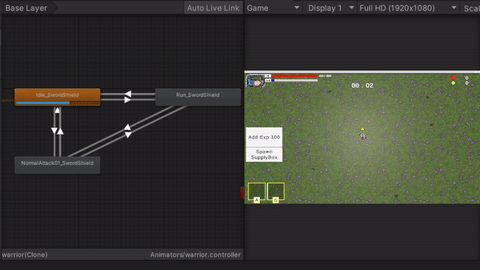 Base Layer
Auto Live Link
Game
Display 1
Full HD (1920x1080)
Scal
Idle_SwordShield
Run_SwordShield
NormalAttack01_SwordShield
00 : 02
Add Exp 100
Spawn
SupplyBox
A
S
warrior(Clone)
Animators/warrior.controller